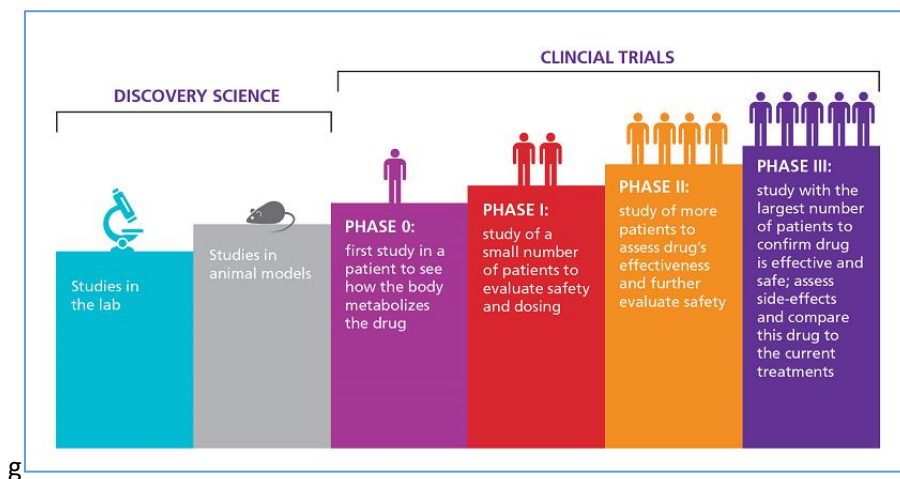 CLINCIAL TRIALS
DISCOVERY SCIENCE
Studies in
the lab
Studies in
animal models
PHASE 0:
first study in a
patient to see
how the body
metabolizes
the drug
PHASE I:
study of a
small number
of patients to
evaluate safety
and dosing
PHASE II:
study of more
patients to
assess drug's
effectiveness
and further
evaluate safety
PHASE III:
study with the
largest number
of patients to
confirm drug
is effective and
safe; assess
side-effects
and compare
this drug to
the current
treatments
g